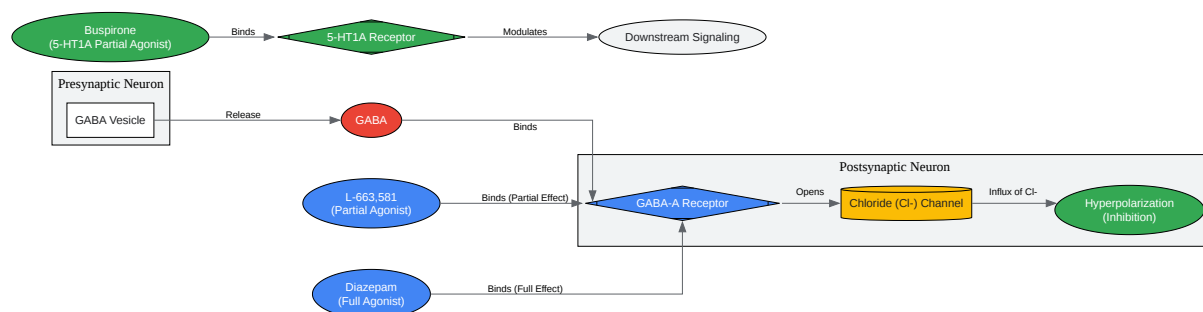 Buspirone
(5-HT1A Partial Agonist)
Binds
5-HT1A Receptor
Modulates
Downstream Signaling
Presynaptic Neuron
GABA Vesicle
Release
GABA
Binds
Postsynaptic Neuron
L-663,581
(Partial Agonist)
Binds (Partial Effect)
GABA-A Receptor
Opens
Chloride (Cl-) Channel
Influx of Cl-
Hyperpolarization
(Inhibition)
Diazepam
(Full Agonist)
Binds (Full Effect)